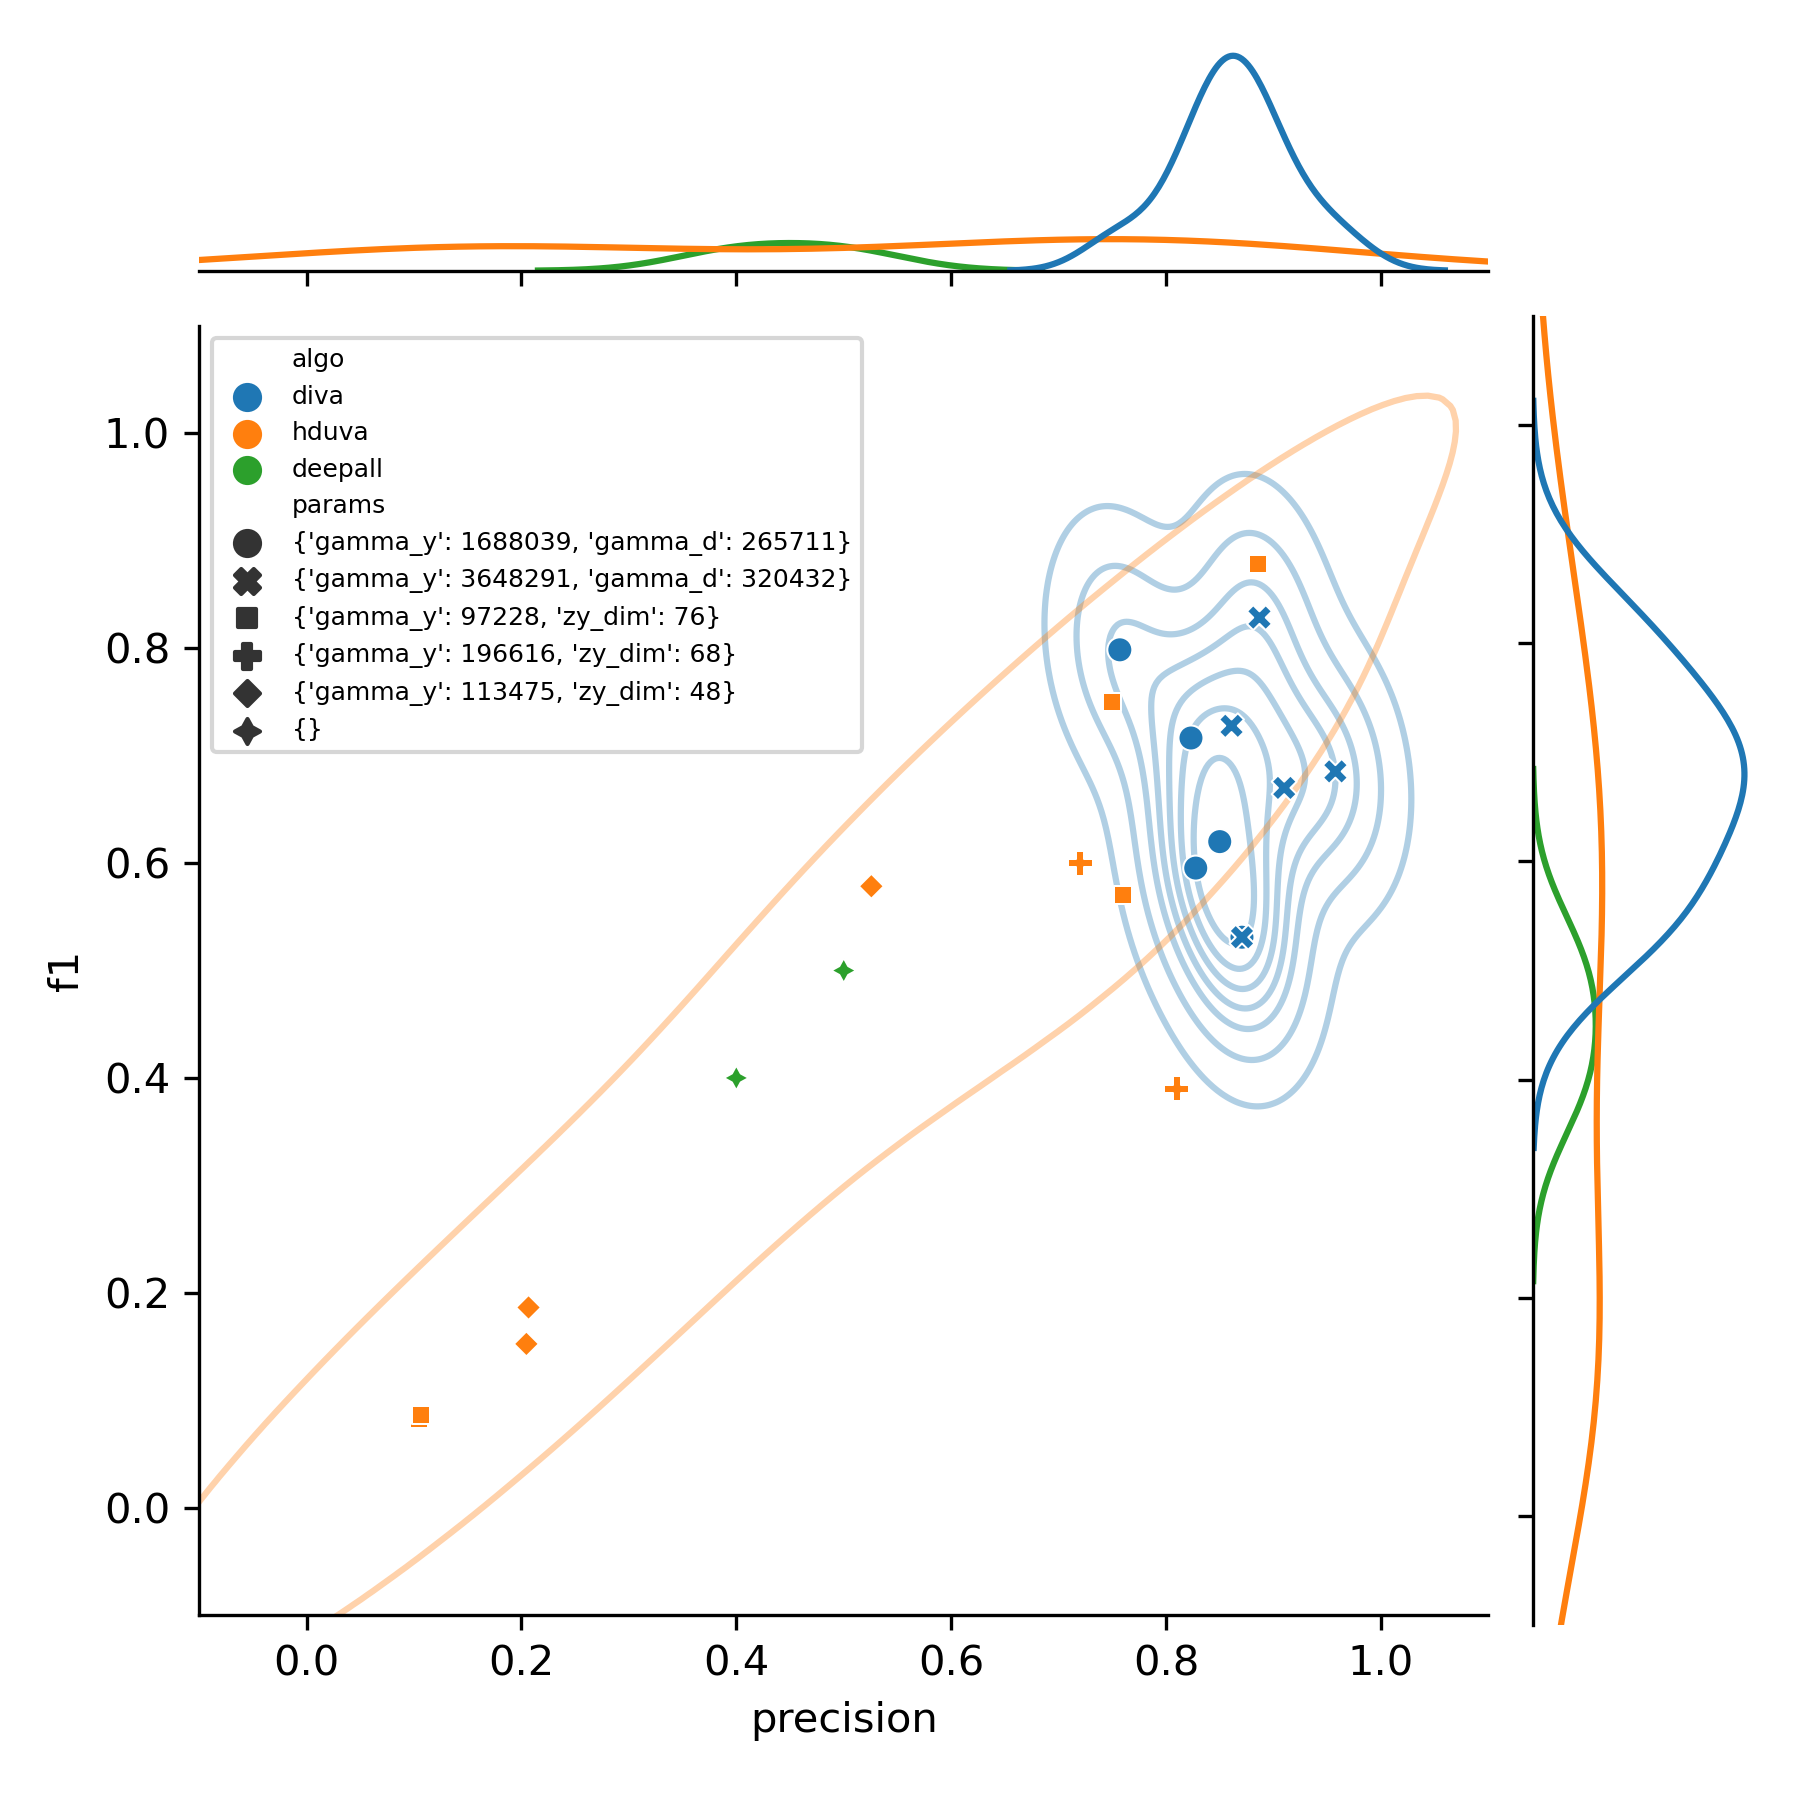 algo
diva
hduva
deepall
params
{'gamma_y': 1688039, 'gamma_d': 265711}
{'gamma_y': 3648291, 'gamma_d': 320432}
{'gamma_y': 97228, 'zy_dim': 76}
{'gamma_y': 196616, 'zy_dim': 68}
{'gamma_y': 113475, 'zy_dim': 48}
{}
1.0
0.8
0.6
0.4
0.2
0.0
f1
0.0 0.2 0.4 0.6 0.8 1.0
precision